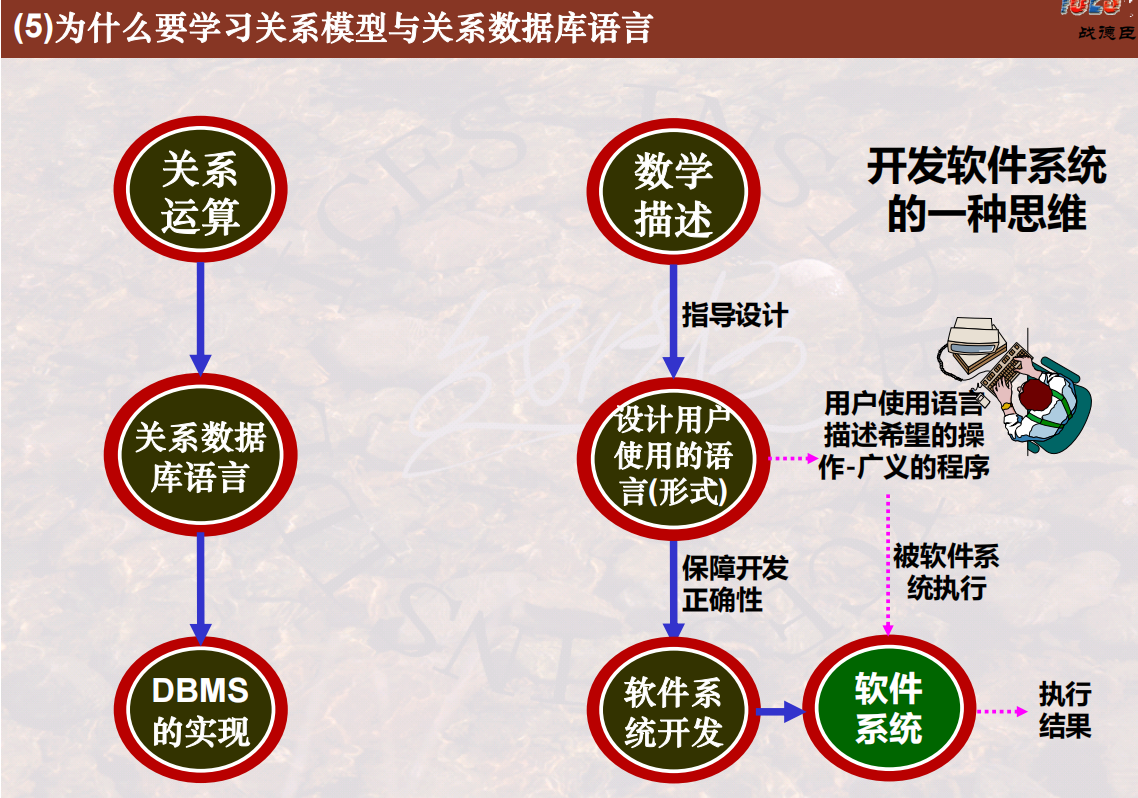 (5)为什么要学习关系模型与关系数据库语言
战德臣
关系
运算
关系数据
库语言
DBMS
的实现
数学
描述
指导设计
设计用户
使用的语
言(形式)
保障开发
正确性
软件系
统开发
开发软件系统
的一种思维
用户使用语言
描述希望的操
作-广义的程序
被软件系
统执行
软件
系统
执行
结果